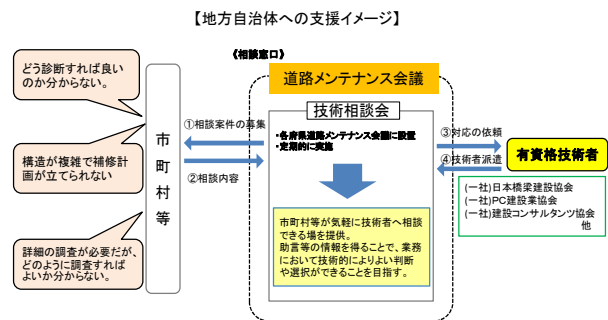 【地方自治体への支援イメージ】
どう診断すれば良い
のか分からない。
構造が複雑で補修計
画が立てられない
詳細の調査が必要だが、
どのように調査すれば
よいか分からない。
市町村等
①相談案件の募集
②相談内容
《相談窓口》
道路メンテナンス会議
技術相談会
・各府県道路メンテナンス会議に設置
・定期的に実施
市町村等が気軽に技術者へ相談
できる場を提供。
助言等の情報を得ることで、業務
において技術的によりよい判断
や選択ができることを目指す。
③対応の依頼
④技術者派遣
有資格技術者
(一社)日本橋梁建設協会
(一社)PC建設業協会
(一社)建設コンサルタンツ協会
他